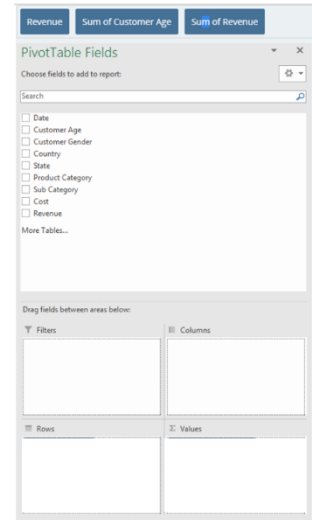 Revenue Sum of Customer Age Sum of Revenue
PivotTable Fields
Choose fields to add to report:
Search
Date
Customer Age
Customer Gender
Country
State
Product Category
Sub Category
Cost
Revenue
More Tables...
Drag fields between areas below:
Filters Columns
Rows Σ Values